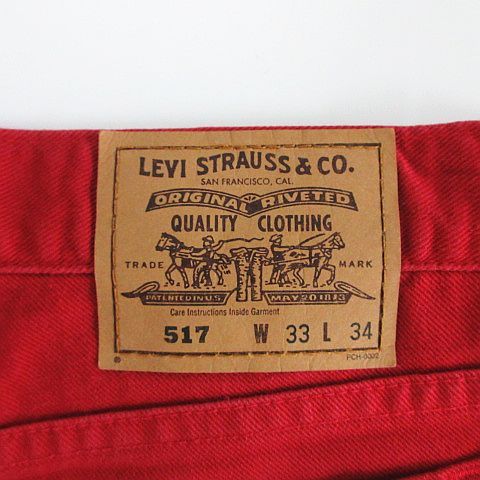 LEVI STRAUSS & CO.
SAN FRANCISCO, CAL.
ORIGINAL RIVETED
QUALITY CLOTHING
TRADE MARK
PATENTED IN U.S. MAY 20 1873
Care Instructions Inside Garment
517 W 33 L 34
PCH-0002